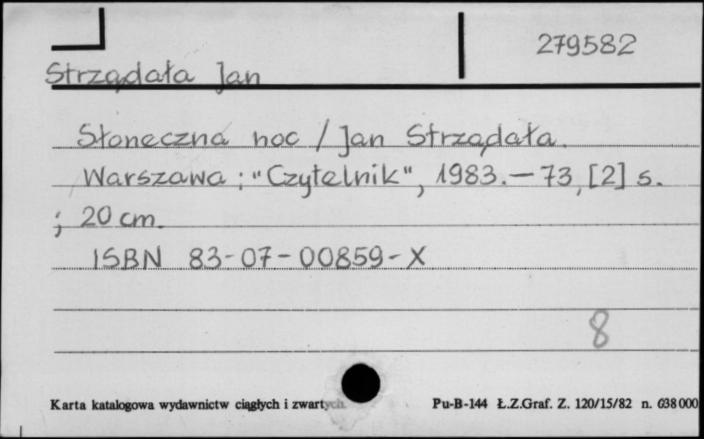 279582
Strządała Jan
Słoneczna noc / Jan Strządała.
Warszawa : "Czytelnik", 1983. — 73, [2] s.
; 20 cm.
ISBN 83-07-00859-X
8
Karta katalogowa wydawnictw ciągłych i zwartych
Pu-B-144 Ł.Z.Graf. Z. 120/15/82 n. 638000